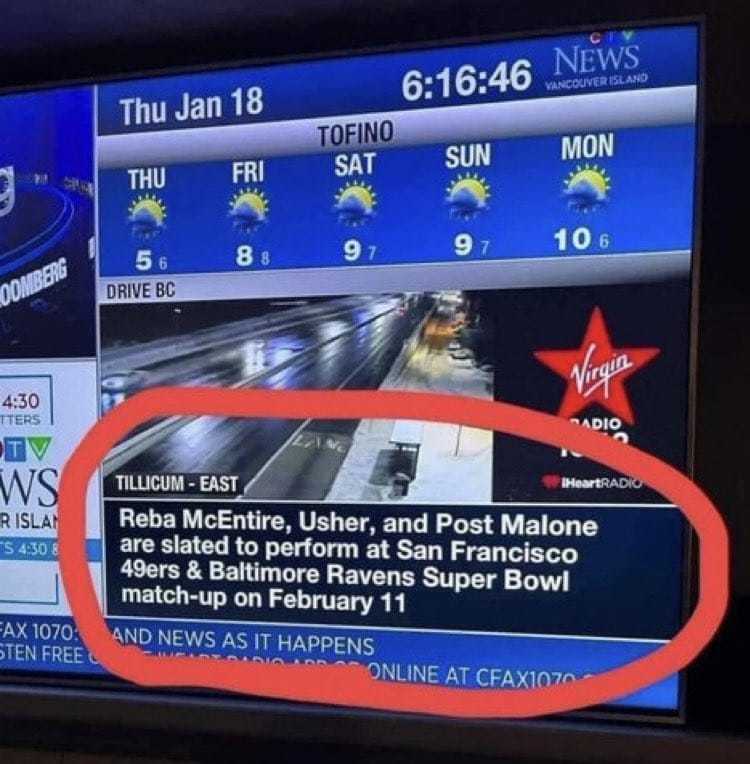 Thu Jan 18
6:16:46
CTV
NEWS
VANCOUVER ISLAND
TOFINO
THU FRI SAT SUN MON
5 6 8 8 9 7 9 7 10 6
OOMBERG
DRIVE BC
Virgin
RADIO
iHeartRADIO
4:30
TTERS
TV
WS
R ISLAN
TS 4:30 &
LANE
TILLICUM - EAST
Reba McEntire, Usher, and Post Malone
are slated to perform at San Francisco
49ers & Baltimore Ravens Super Bowl
match-up on February 11
FAX 1070: AND NEWS AS IT HAPPENS
STEN FREE ONLINE AT CFAX1070